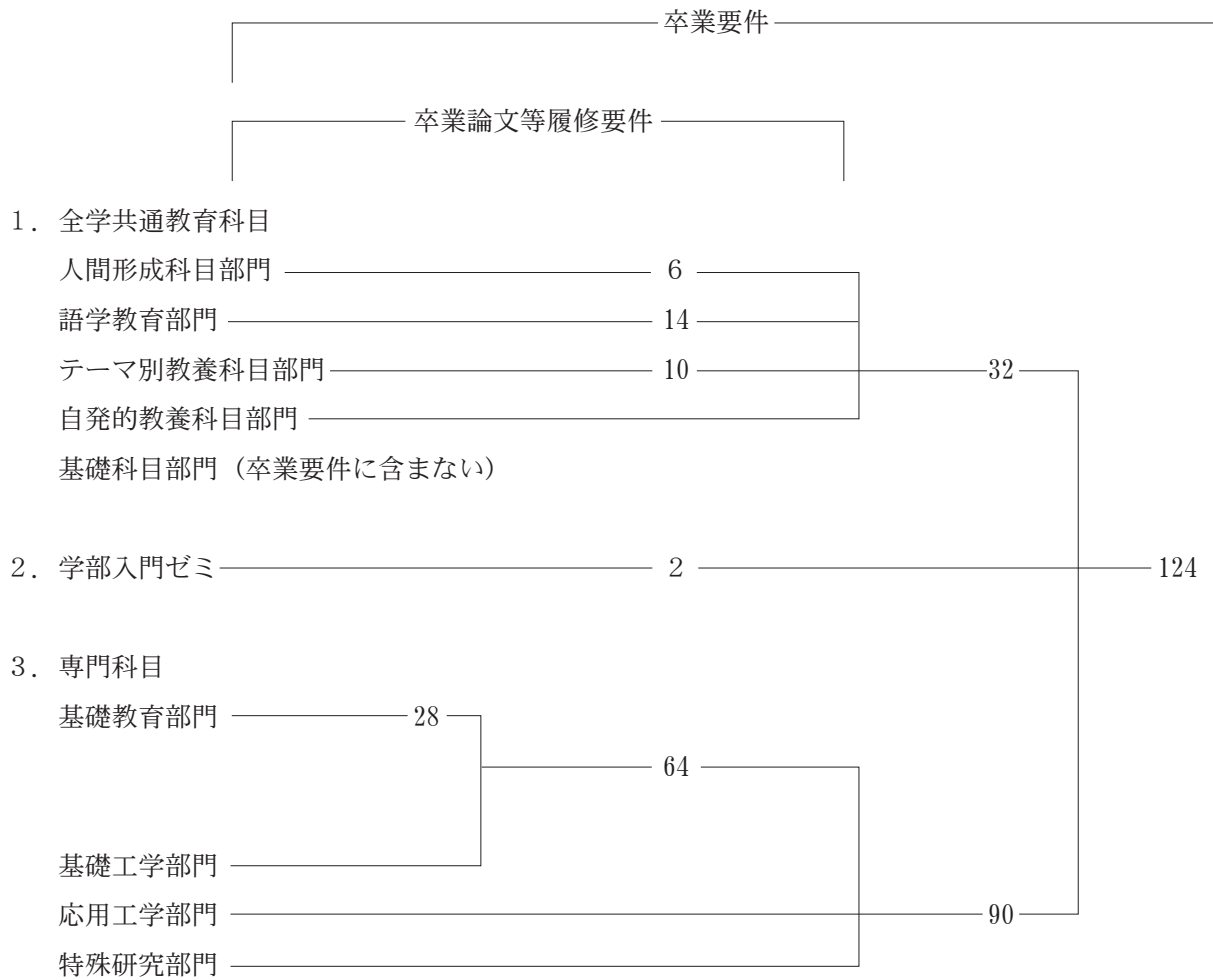 卒業要件
卒業論文等履修要件
１．全学共通教育科目
人間形成科目部門 6
語学教育部門 14
テーマ別教養科目部門 10 32
自発的教養科目部門
基礎科目部門（卒業要件に含まない）
２．学部入門ゼミ 2 124
３．専門科目
基礎教育部門 28
64
基礎工学部門
応用工学部門 90
特殊研究部門